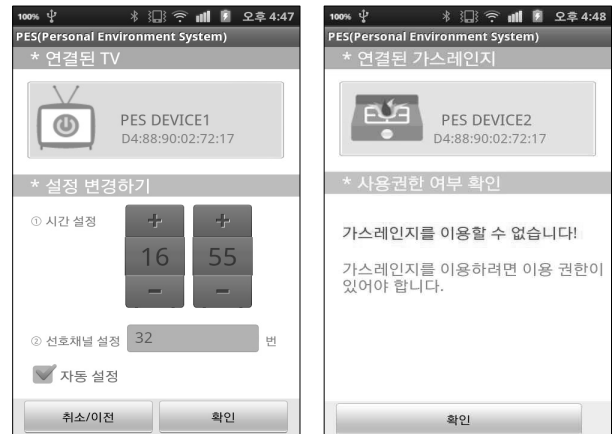 100% 오후 4:47
PES(Personal Environment System)
* 연결된 TV
PES DEVICE1
D4:88:90:02:72:17
* 설정 변경하기
① 시간 설정
+ +
16 55
- -
② 선호채널 설정 32 번
자동 설정
취소/이전 확인
100% 오후 4:48
PES(Personal Environment System)
* 연결된 가스레인지
PES DEVICE2
D4:88:90:02:72:17
* 사용권한 여부 확인
가스레인지를 이용할 수 없습니다!
가스레인지를 이용하려면 이용 권한이
있어야 합니다.
확인